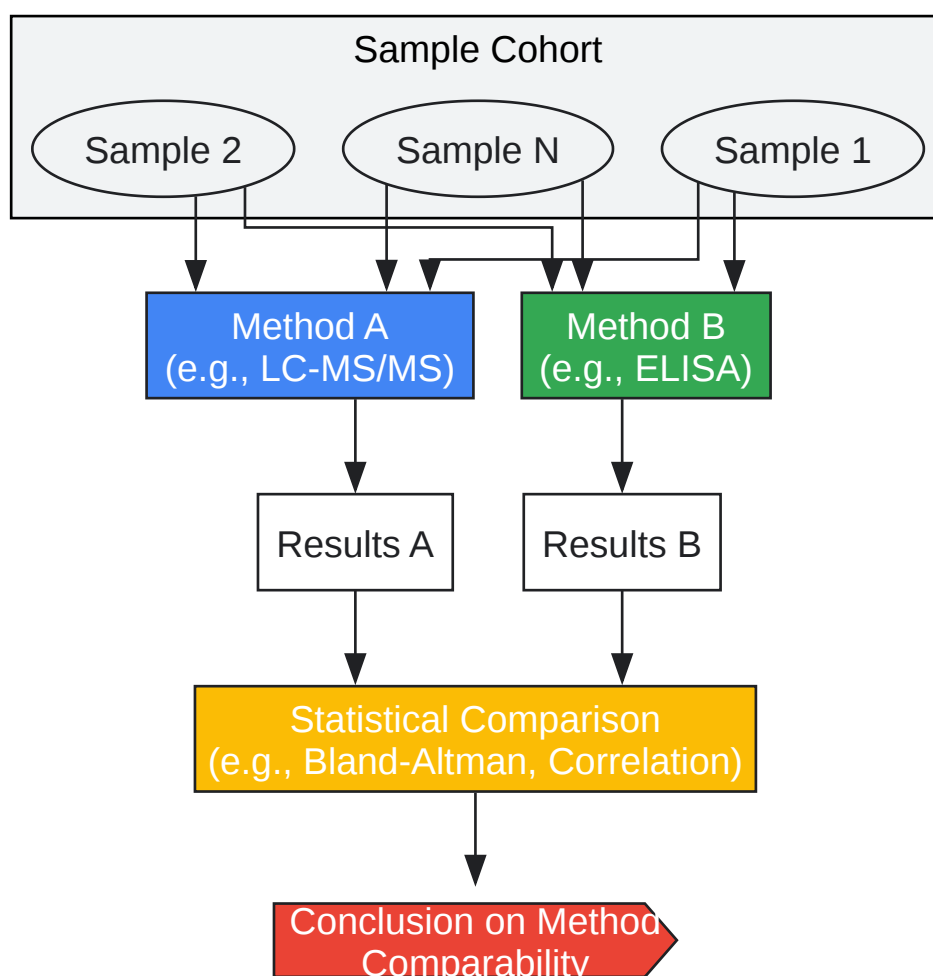 Sample Cohort
Sample 2
Sample N
Sample 1
Method A
(e.g., LC-MS/MS)
Method B
(e.g., ELISA)
Results A
Results B
Statistical Comparison
(e.g., Bland-Altman, Correlation)
Conclusion on Method
Comparability